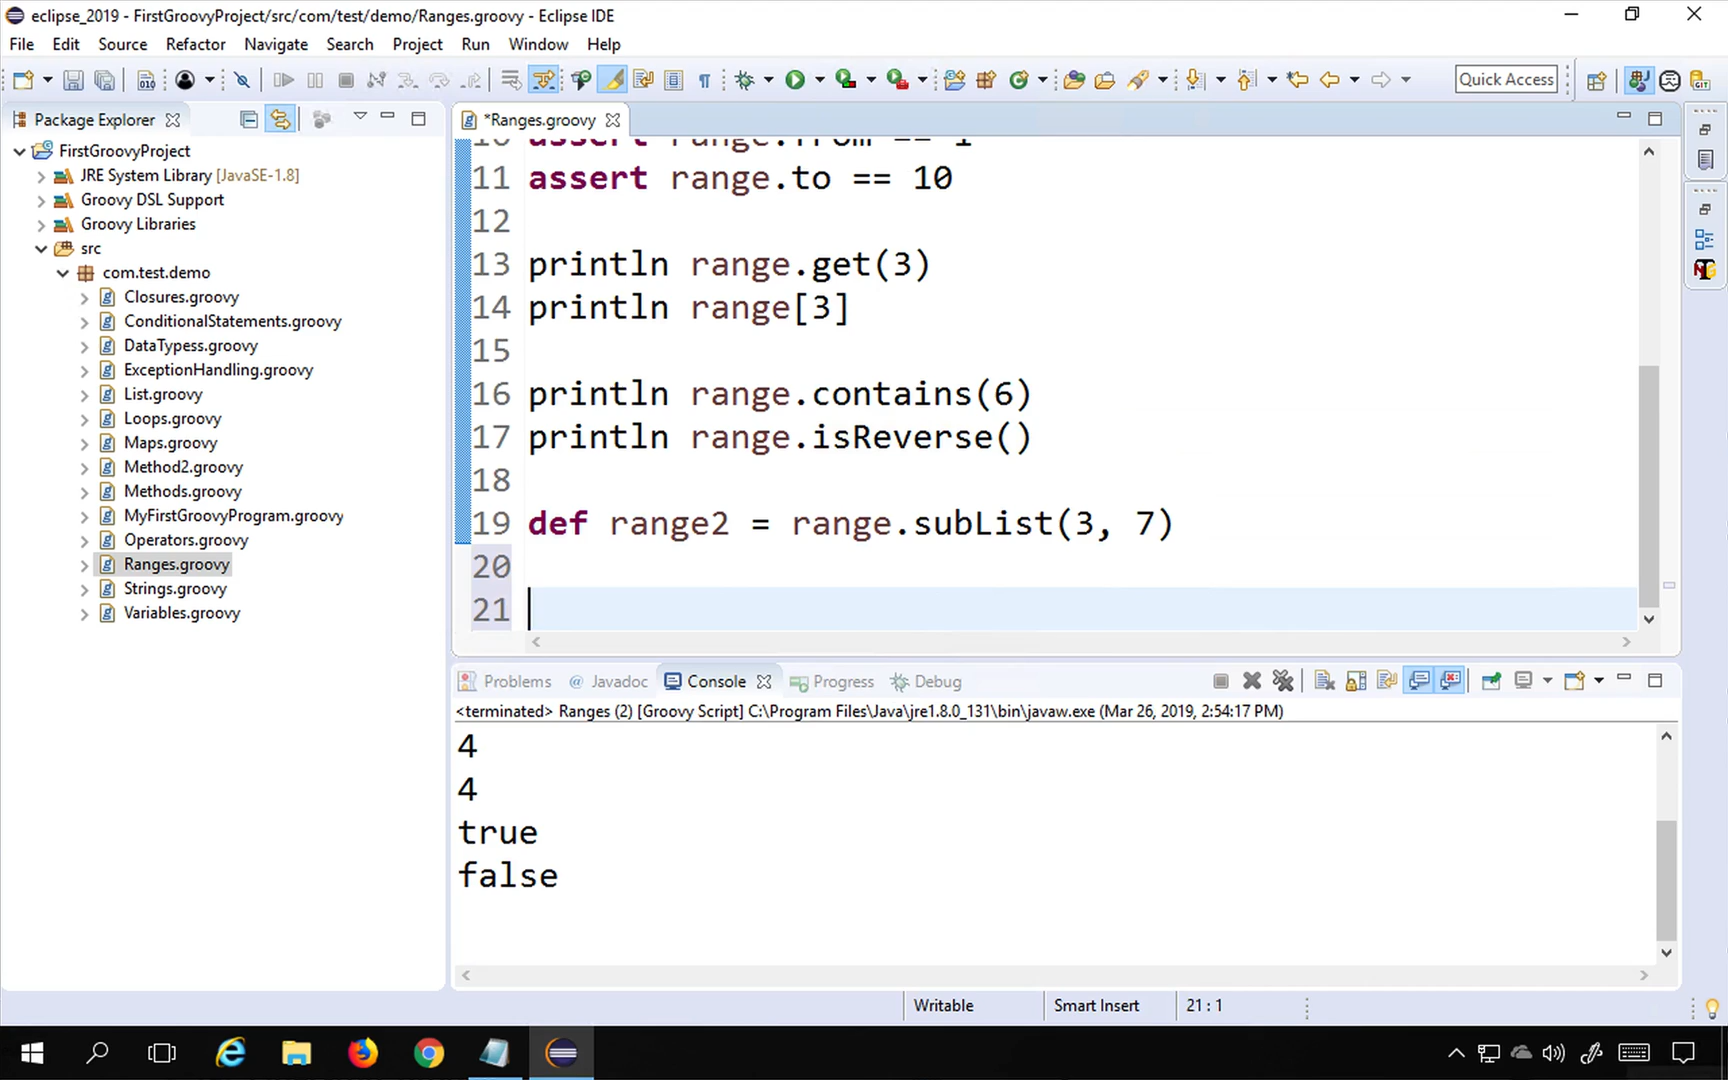 eclipse_2019 - FirstGroovyProject/src/com/test/demo/Ranges.groovy - Eclipse IDE
File Edit Source Refactor Navigate Search Project Run Window Help
Quick Access
Package Explorer
FirstGroovyProject
JRE System Library [JavaSE-1.8]
Groovy DSL Support
Groovy Libraries
src
com.test.demo
Closures.groovy
ConditionalStatements.groovy
DataTypess.groovy
ExceptionHandling.groovy
List.groovy
Loops.groovy
Maps.groovy
Method2.groovy
Methods.groovy
MyFirstGroovyProgram.groovy
Operators.groovy
Ranges.groovy
Strings.groovy
Variables.groovy
*Ranges.groovy
10 assert range.from == 1
11 assert range.to == 10
12
13 println range.get(3)
14 println range[3]
15
16 println range.contains(6)
17 println range.isReverse()
18
19 def range2 = range.subList(3, 7)
20
21
Problems @ Javadoc Console Progress Debug
<terminated> Ranges (2) [Groovy Script] C:\Program Files\Java\jre1.8.0_131\bin\javaw.exe (Mar 26, 2019, 2:54:17 PM)
4
4
true
false
Writable Smart Insert 21 : 1